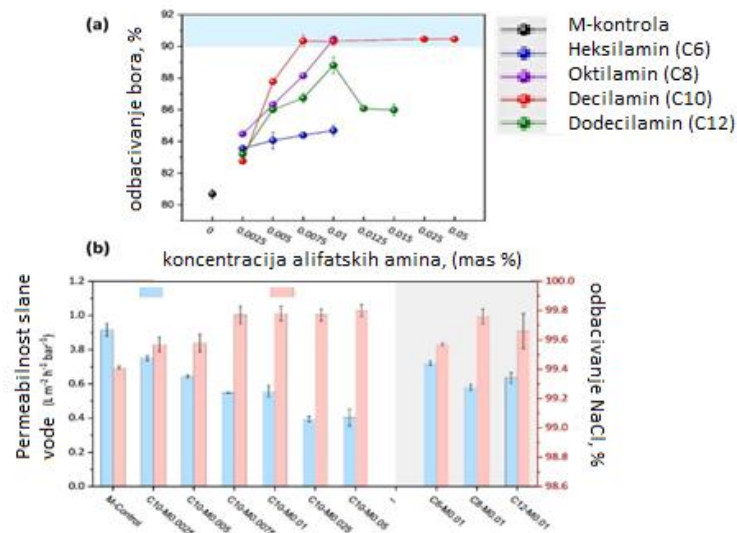 (a)
92
90
88
86
84
82
80
odbacivanje bora, %
0
0.0025
0.005
0.0075
0.01
0.0125
0.015
0.025
0.05
koncentracija alifatskih amina, (mas %)
M-kontrola
Heksilamin (C6)
Oktilamin (C8)
Decilamin (C10)
Dodecilamin (C12)
(b)
1.2
1.0
0.8
0.6
0.4
0.2
0.0
Permeabilnost slane
vode (L m⁻² h⁻¹ bar⁻¹)
100.0
99.8
99.6
99.4
99.2
99.0
98.8
98.6
odbacivanje NaCl, %
M-Control
C10-M0.0025
C10-M0.005
C10-M0.0075
C10-M0.01
C10-M0.025
C10-M0.05
--
C6-M0.01
C8-M0.01
C12-M0.01